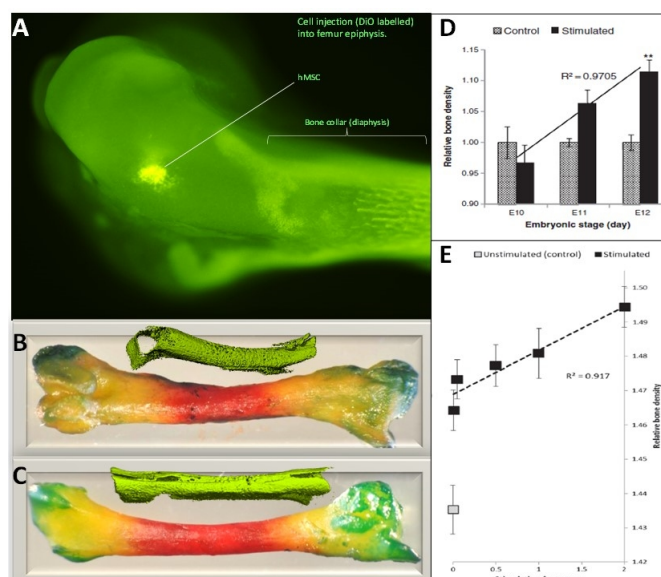 A
Cell injection (DiO labelled)
into femur epiphysis.
hMSC
Bone collar (diaphysis)
B
C
D
Control
Stimulated
Relative bone density
1.15
1.10
1.05
1.00
0.95
0.90
R² = 0.9705
**
E10
E11
E12
Embryonic stage (day)
E
Unstimulated (control)
Stimulated
1.50
1.49
1.48
1.47
1.46
1.45
1.44
1.43
1.42
R² = 0.917
Relative bone density
0
0.5
1
2